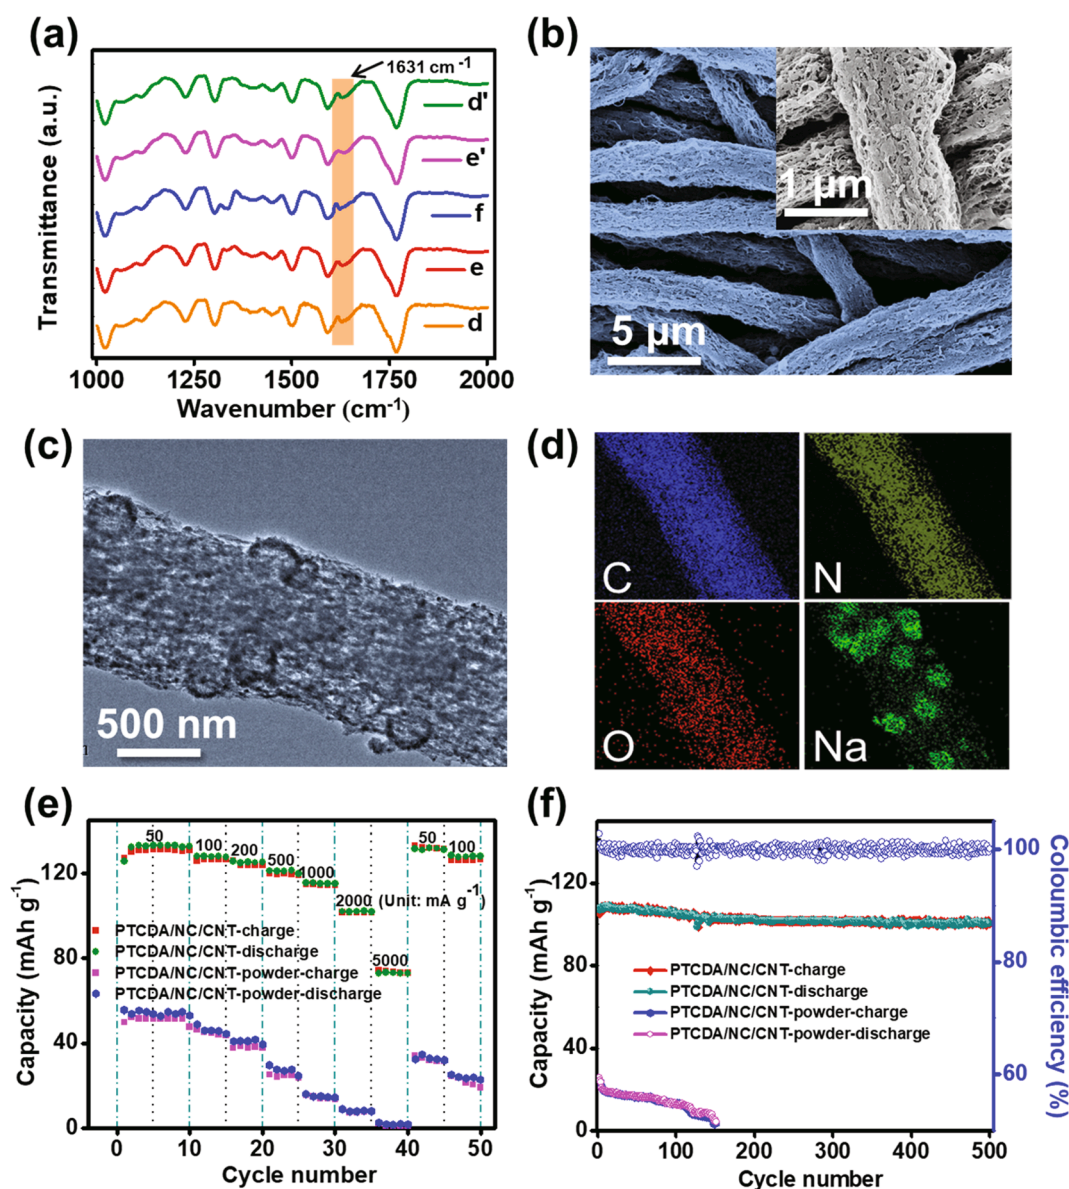 (a)
1631 cm-1
d'
e'
f
e
d
Transmittance (a.u.)
1000 1250 1500 1750 2000
Wavenumber (cm-1)
(b)
1 μm
5 μm
(c)
500 nm
1
(d)
C
N
O
Na
(e)
50
100
200
500
1000
2000 (Unit: mA g-1)
5000
50
100
PTCDA/NC/CNT-charge
PTCDA/NC/CNT-discharge
PTCDA/NC/CNT-powder-charge
PTCDA/NC/CNT-powder-discharge
Capacity (mAh g-1)
120
80
40
0
0 10 20 30 40 50
Cycle number
(f)
Capacity (mAh g-1)
120
80
40
0
PTCDA/NC/CNT-charge
PTCDA/NC/CNT-discharge
PTCDA/NC/CNT-powder-charge
PTCDA/NC/CNT-powder-discharge
100
80
60
Coloumbic efficiency (%)
0 100 200 300 400 500
Cycle number